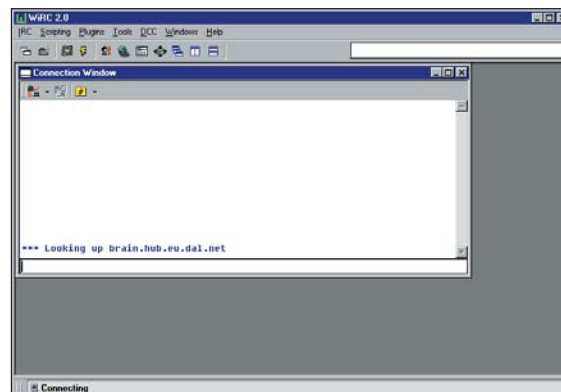 WiRC 2.0
IRC Scripting Plugins Tools DCC Windows Help
Connection Window
*** Looking up brain.hub.eu.dal.net
Connecting